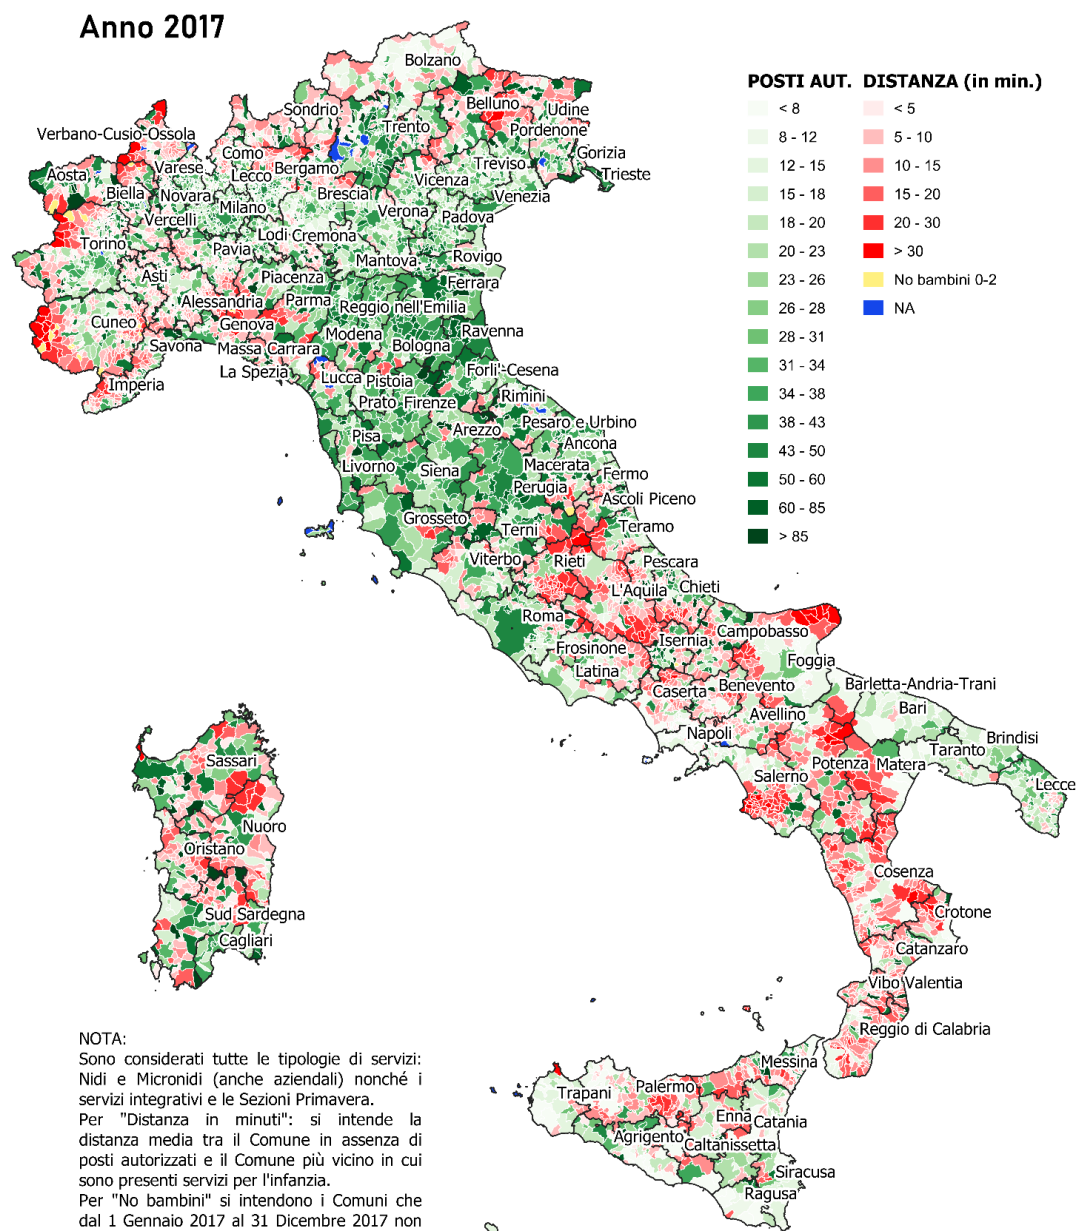 Anno 2017
POSTI AUT. DISTANZA (in min.)
< 8
8 - 12
12 - 15
15 - 18
18 - 20
20 - 23
23 - 26
26 - 28
28 - 31
31 - 34
34 - 38
38 - 43
43 - 50
50 - 60
60 - 85
> 85
< 5
5 - 10
10 - 15
15 - 20
20 - 30
> 30
No bambini 0-2
NA
Bolzano
Sondrio
Belluno
Udine
Trento
Verbano-Cusio-Ossola
Pordenone
Como
Gorizia
Varese
Lecco
Bergamo
Treviso
Aosta
Trieste
Vicenza
Biella
Novara
Brescia
Venezia
Milano
Verona
Padova
Vercelli
Lodi
Cremona
Torino
Pavia
Rovigo
Mantova
Asti
Piacenza
Ferrara
Alessandria
Parma
Reggio nell'Emilia
Cuneo
Genova
Modena
Ravenna
Savona
Massa Carrara
Bologna
La Spezia
Lucca
Pistoia
Forli'-Cesena
Imperia
Prato
Firenze
Rimini
Pisa
Arezzo
Pesaro e Urbino
Ancona
Livorno
Siena
Macerata
Fermo
Perugia
Ascoli Piceno
Grosseto
Terni
Teramo
Viterbo
Rieti
Pescara
L'Aquila
Chieti
Roma
Isernia
Campobasso
Frosinone
Foggia
Latina
Caserta
Benevento
Barletta-Andria-Trani
Bari
Avellino
Napoli
Brindisi
Taranto
Salerno
Potenza
Matera
Lecce
Sassari
Nuoro
Oristano
Cosenza
Sud Sardegna
Crotone
Cagliari
Catanzaro
Vibo Valentia
Reggio di Calabria
Messina
Palermo
Trapani
Enna
Catania
Agrigento
Caltanissetta
Siracusa
Ragusa
NOTA:
Sono considerati tutte le tipologie di servizi:
Nidi e Micronidi (anche aziendali) nonché i
servizi integrativi e le Sezioni Primavera.
Per "Distanza in minuti": si intende la
distanza media tra il Comune in assenza di
posti autorizzati e il Comune più vicino in cui
sono presenti servizi per l'infanzia.
Per "No bambini" si intendono i Comuni che
dal 1 Gennaio 2017 al 31 Dicembre 2017 non